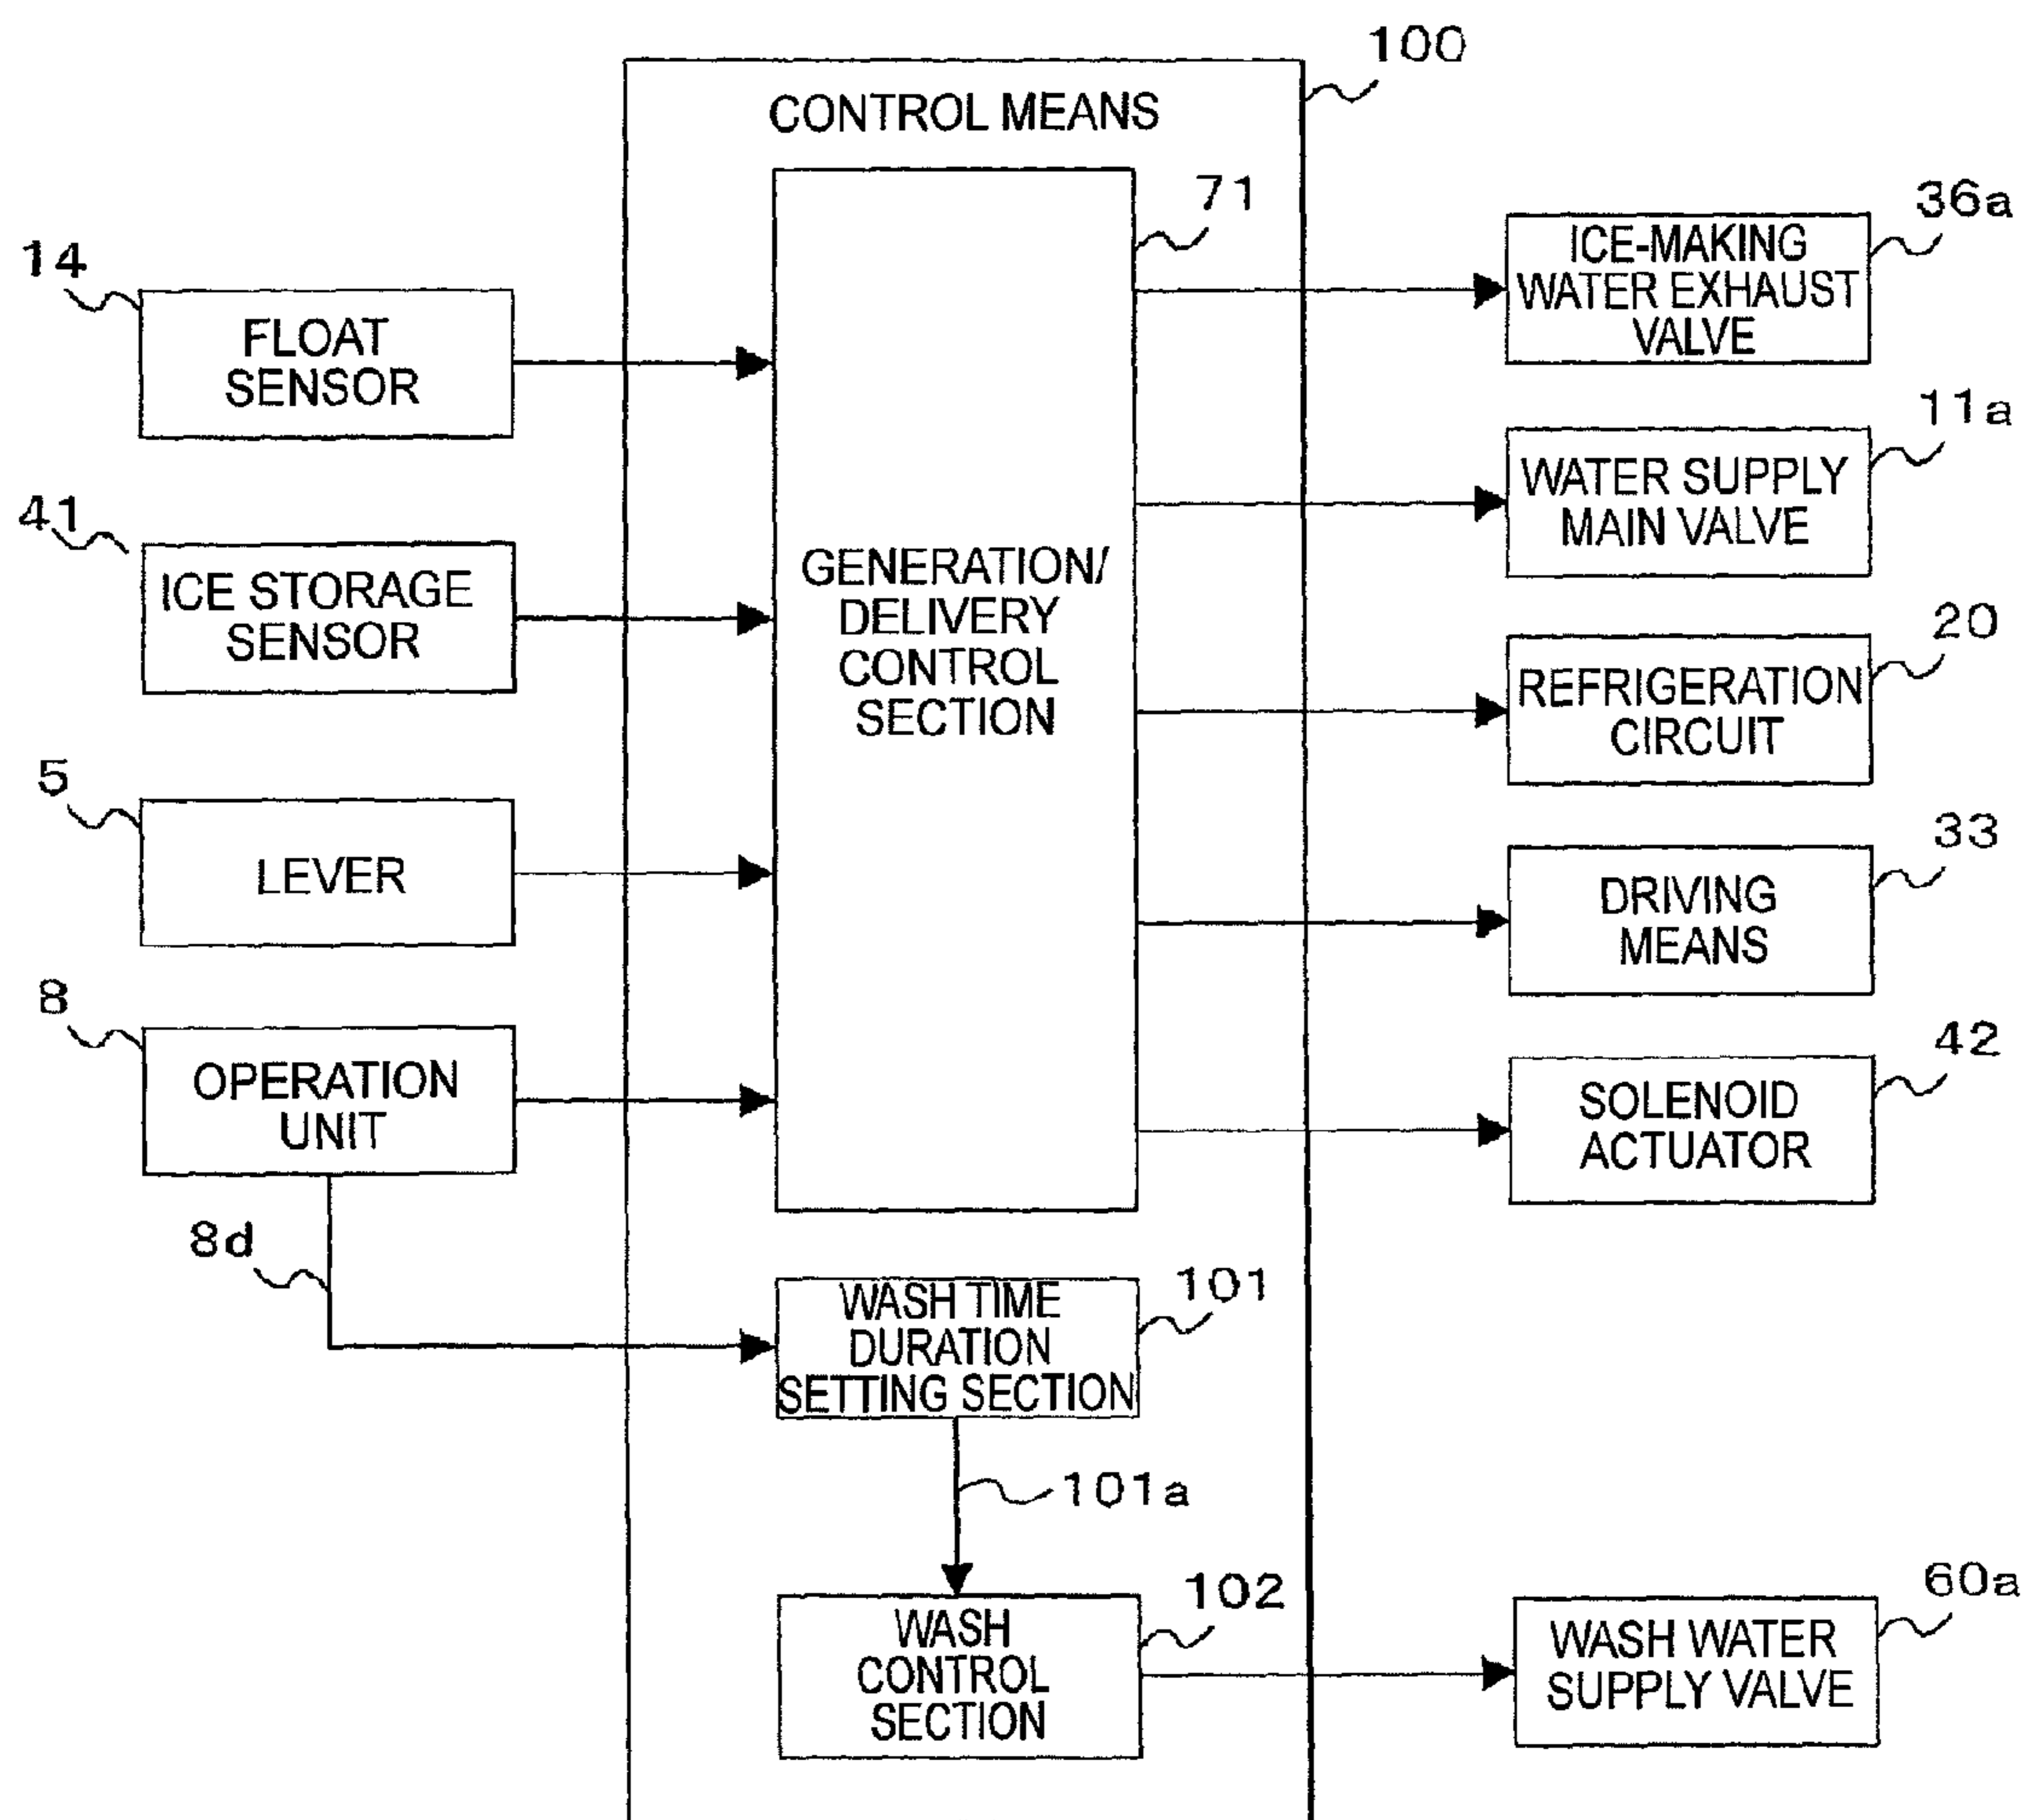 100
CONTROL MEANS
71
36a
ICE-MAKING
WATER EXHAUST
VALVE
14
FLOAT
SENSOR
11a
WATER SUPPLY
MAIN VALVE
41
ICE STORAGE
SENSOR
GENERATION/
DELIVERY
CONTROL
SECTION
20
REFRIGERATION
CIRCUIT
5
LEVER
33
DRIVING
MEANS
8
OPERATION
UNIT
42
SOLENOID
ACTUATOR
8d
101
WASH TIME
DURATION
SETTING SECTION
101a
102
WASH
CONTROL
SECTION
60a
WASH WATER
SUPPLY VALVE